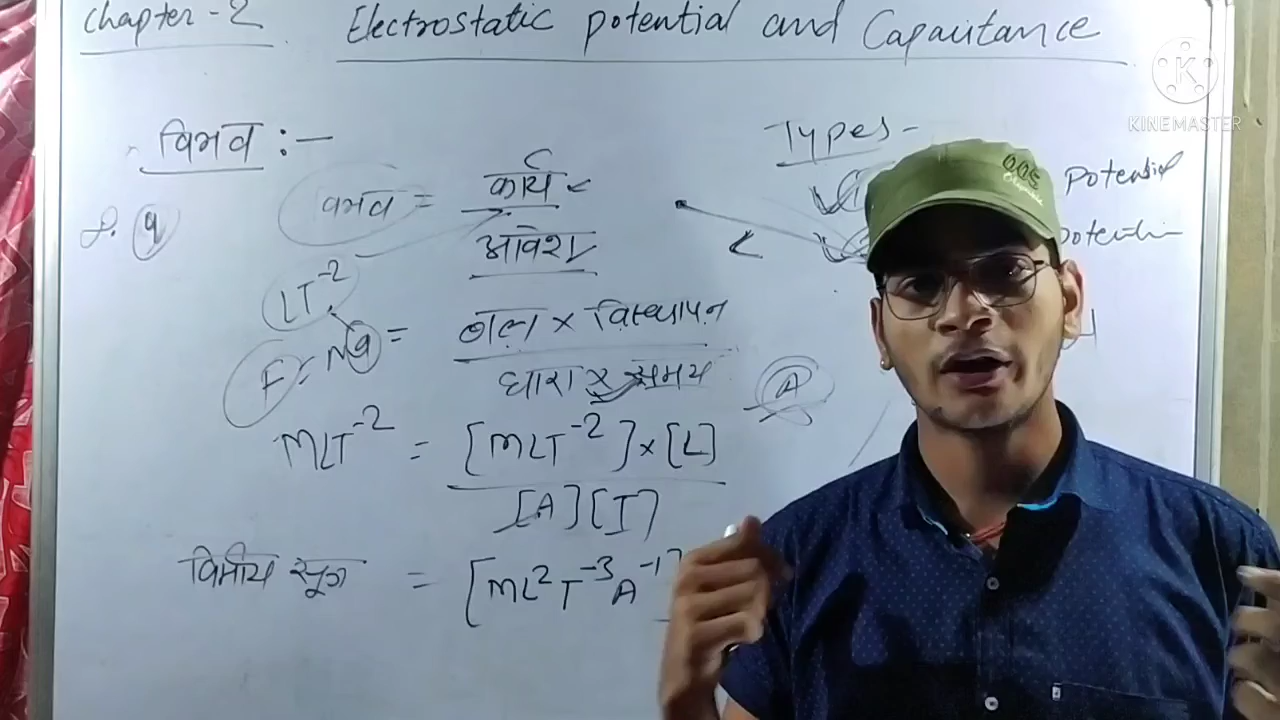 Chapter-2 Electrostatic potential and Capacitance
KINEMASTER
विभव :-
Types -
विभव = कार्य
Potential
आवेश
LT⁻²
= बल × विस्थापन
F = ma
धारा × समय
A
MLT⁻² = [MLT⁻²] × [L]
[A][T]
विमीय सूत्र = [ML²T⁻³A⁻¹]